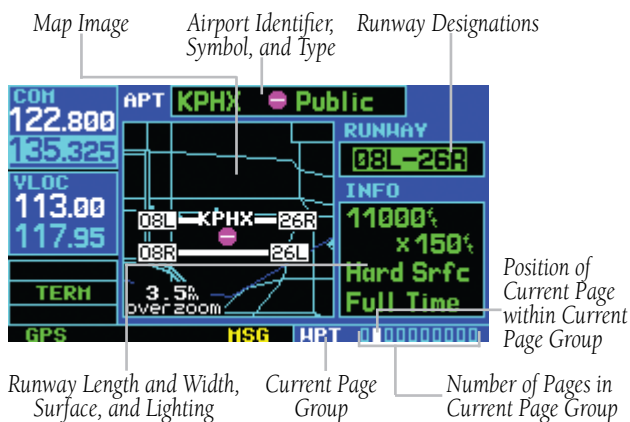 Map Image
Airport Identifier,
Symbol, and Type
Runway Designations
COM
122.800
135.325
VLOC
113.00
117.95
TERM
GPS
APT KPHX Public
08L KPHX 26R
08R 26L
3.5nm
overzoom
MSG
RUNWAY
08L-26R
INFO
11000ft
x 150ft
Hard Srfc
Full Time
WPT
Position of
Current Page
within Current
Page Group
Runway Length and Width,
Surface, and Lighting
Current Page
Group
Number of Pages in
Current Page Group